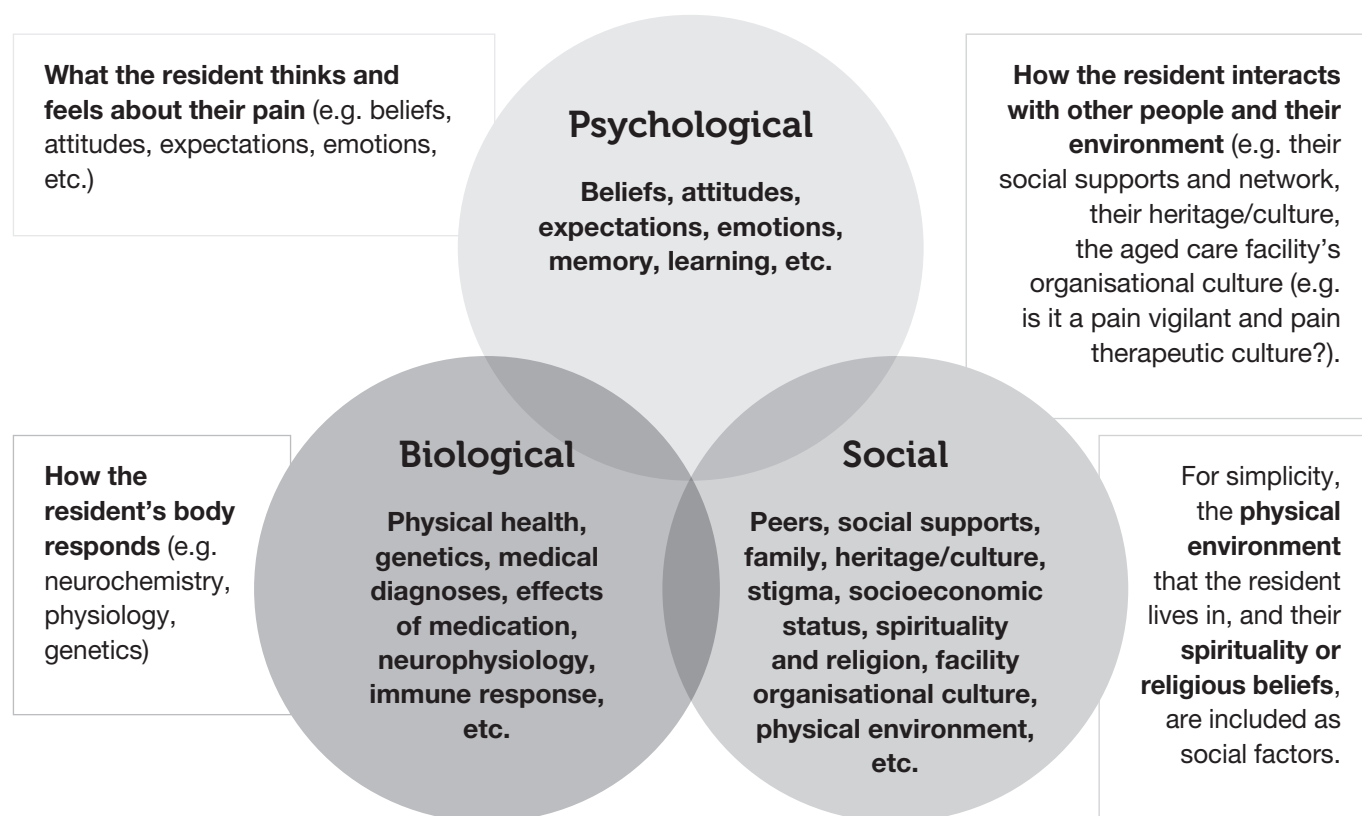 What the resident thinks and
feels about their pain (e.g. beliefs,
attitudes, expectations, emotions,
etc.)
Psychological
Beliefs, attitudes,
expectations, emotions,
memory, learning, etc.
How the resident interacts
with other people and their
environment (e.g. their
social supports and network,
their heritage/culture,
the aged care facility’s
organisational culture (e.g.
is it a pain vigilant and pain
therapeutic culture?).
How the
resident’s body
responds (e.g.
neurochemistry,
physiology,
genetics)
Biological
Physical health,
genetics, medical
diagnoses, effects
of medication,
neurophysiology,
immune response,
etc.
Social
Peers, social supports,
family, heritage/culture,
stigma, socioeconomic
status, spirituality
and religion, facility
organisational culture,
physical environment,
etc.
For simplicity,
the physical
environment
that the resident
lives in, and their
spirituality or
religious beliefs,
are included as
social factors.